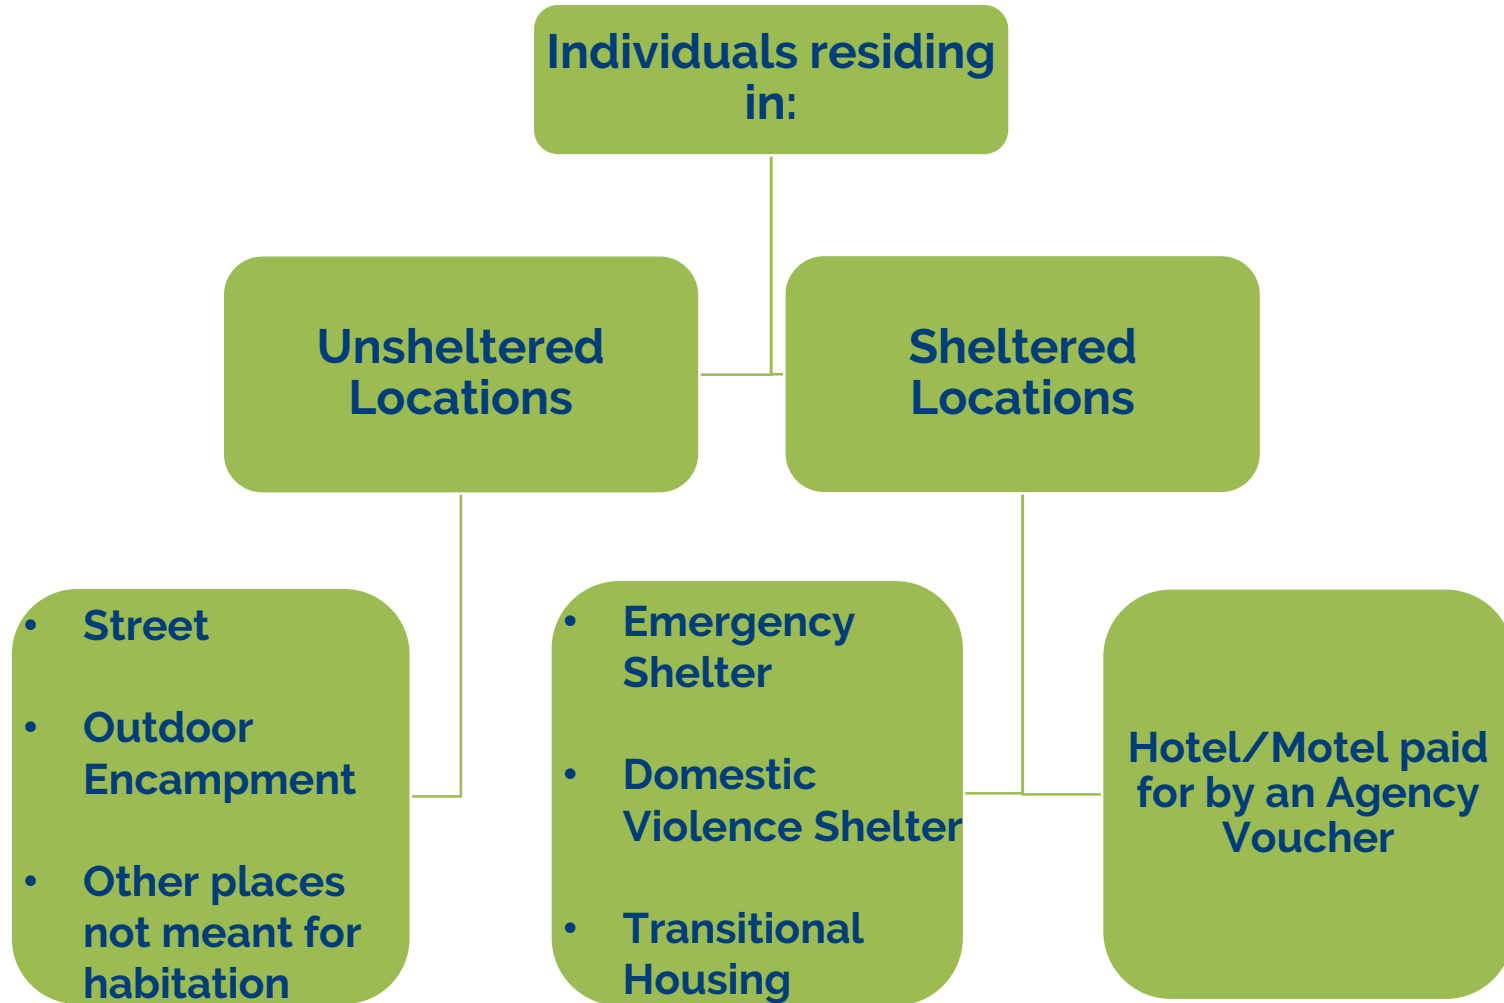 Individuals residing
in:
Unsheltered
Locations
Sheltered
Locations
• Street
• Outdoor
Encampment
• Other places
not meant for
habitation
• Emergency
Shelter
• Domestic
Violence Shelter
• Transitional
Housing
Hotel/Motel paid
for by an Agency
Voucher